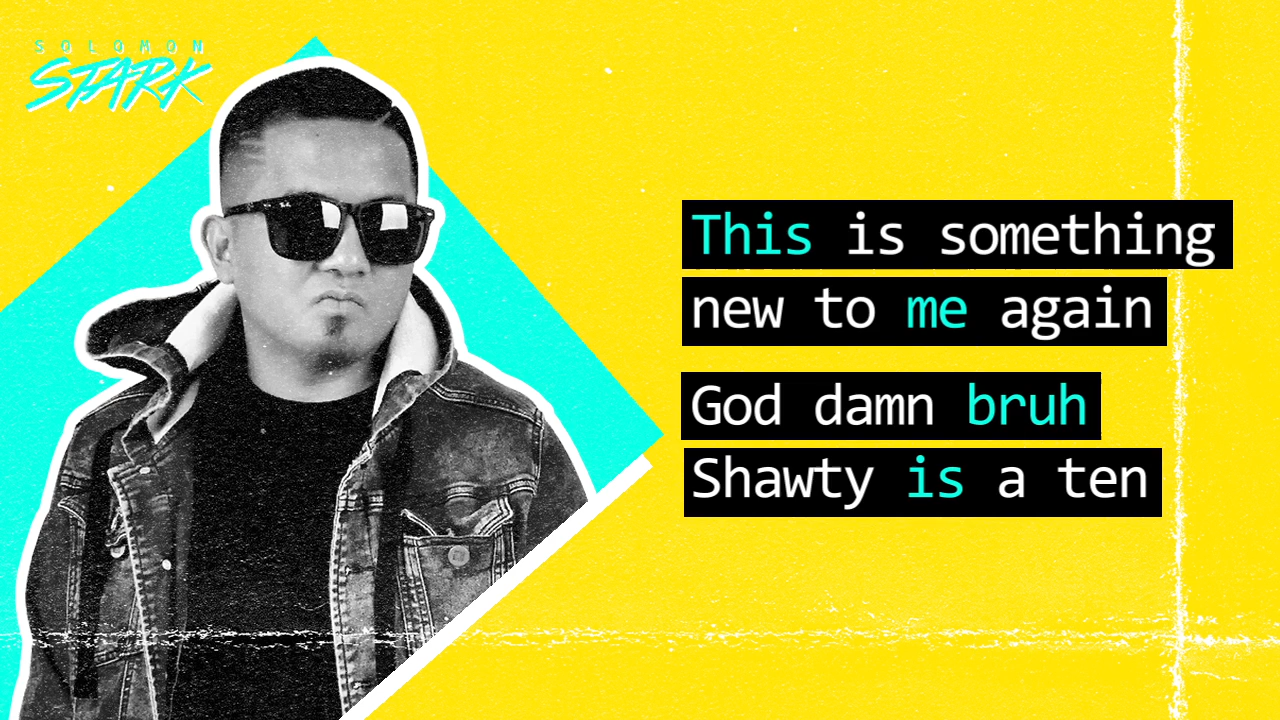 SOLOMON
STARK
This is something
new to me again
God damn bruh
Shawty is a ten